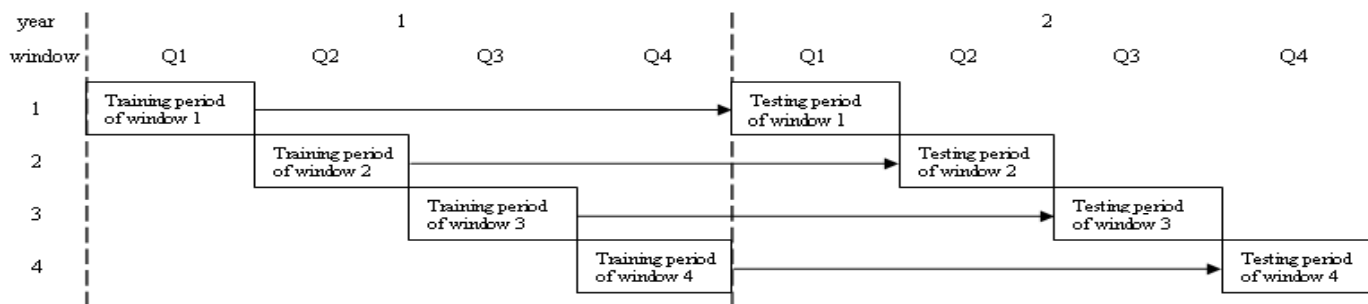 year 1 2
window Q1 Q2 Q3 Q4 Q1 Q2 Q3 Q4
1 Training period of window 1 Testing period of window 1
2 Training period of window 2 Testing period of window 2
3 Training period of window 3 Testing period of window 3
4 Training period of window 4 Testing period of window 4